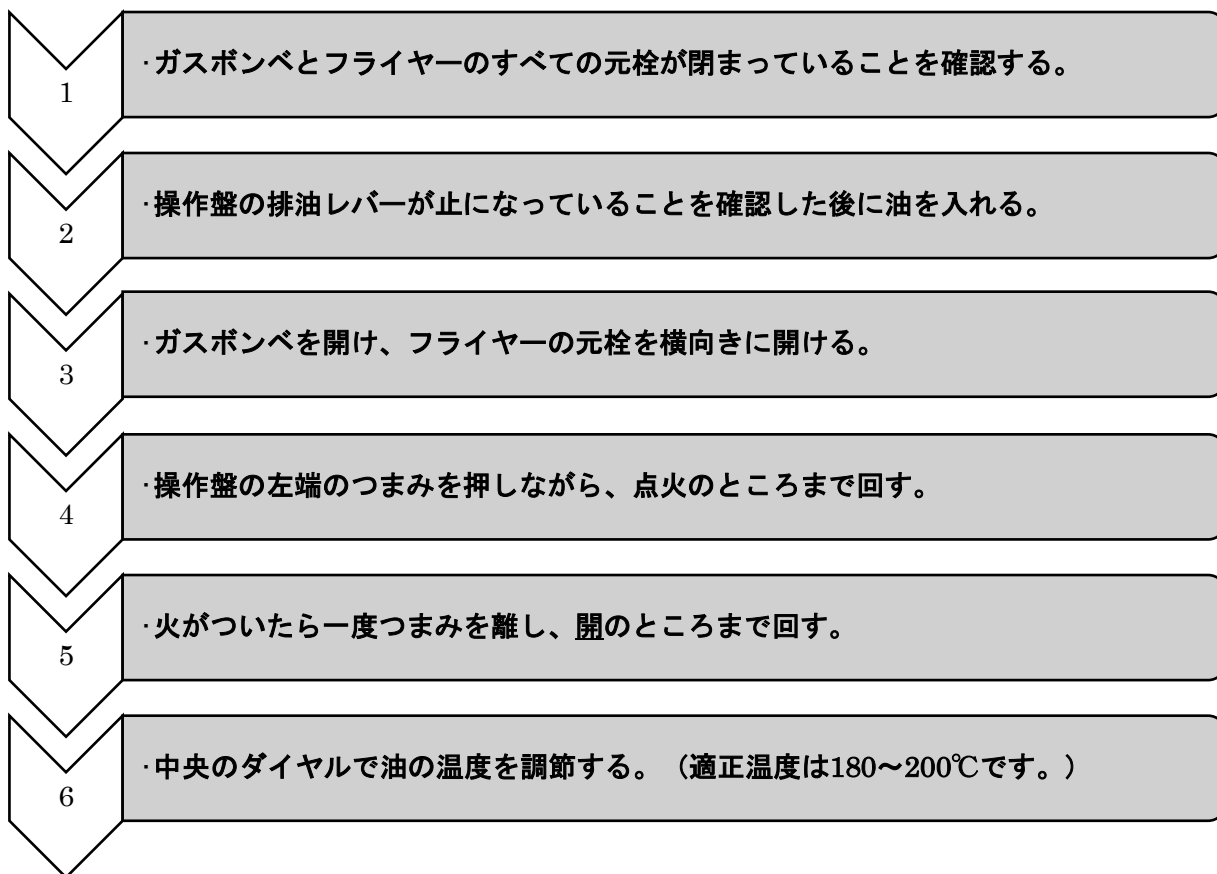 1
·ガスボンベとフライヤーのすべての元栓が閉まっていることを確認する。
2
·操作盤の排油レバーが止になっていることを確認した後に油を入れる。
3
·ガスボンベを開け、フライヤーの元栓を横向きに開ける。
4
·操作盤の左端のつまみを押しながら、点火のところまで回す。
5
·火がついたら一度つまみを離し、開のところまで回す。
6
·中央のダイヤルで油の温度を調節する。（適正温度は180～200℃です。）